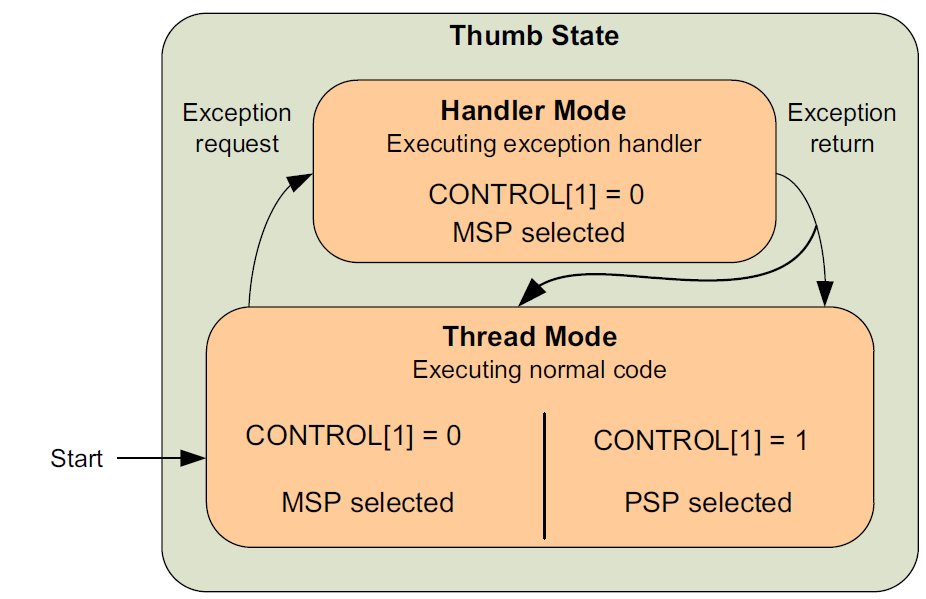 Thumb State
Exception
request
Handler Mode
Executing exception handler
CONTROL[1] = 0
MSP selected
Exception
return
Thread Mode
Executing normal code
Start
CONTROL[1] = 0
MSP selected
CONTROL[1] = 1
PSP selected